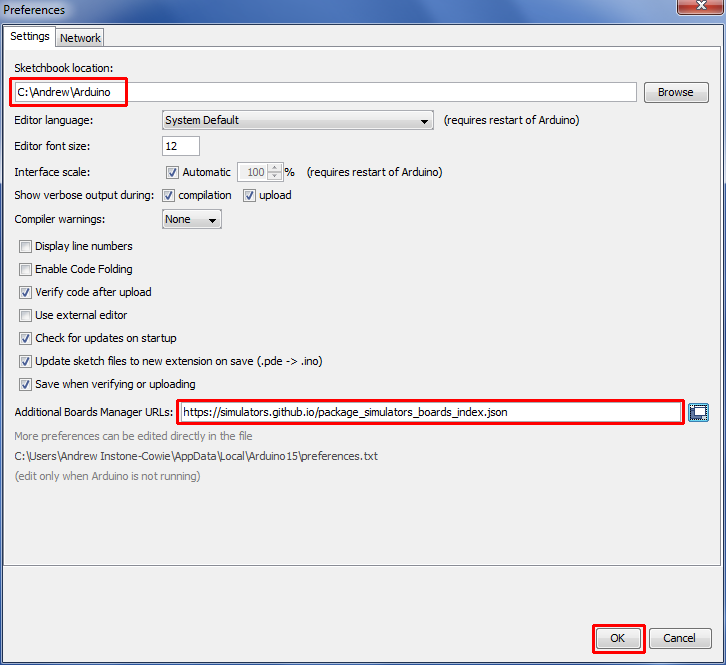 Preferences
Settings Network
Sketchbook location:
C:\Andrew\Arduino Browse
Editor language: System Default (requires restart of Arduino)
Editor font size: 12
Interface scale: Automatic 100 % (requires restart of Arduino)
Show verbose output during: compilation upload
Compiler warnings: None
Display line numbers
Enable Code Folding
Verify code after upload
Use external editor
Check for updates on startup
Update sketch files to new extension on save (.pde -> .ino)
Save when verifying or uploading
Additional Boards Manager URLs: https://simulators.github.io/package_simulators_boards_index.json
More preferences can be edited directly in the file
C:\Users\Andrew Instone-Cowie\AppData\Local\Arduino15\preferences.txt
(edit only when Arduino is not running)
OK Cancel